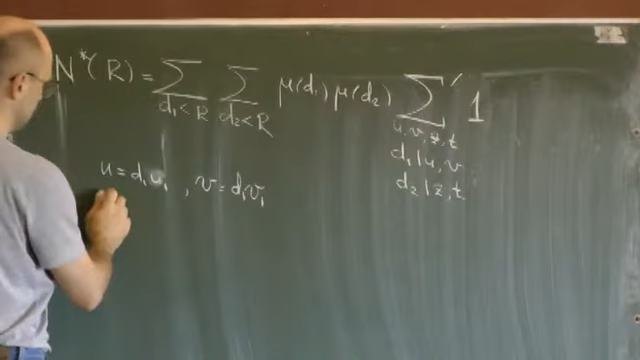 N*(R) = ∑ ∑ μ(d₁) μ(d₂) ∑′ 1
d₁ < R d₂ < R u, v, z, t
d₁ | u, v
d₂ | z, t
u = d₁u₁ , v = d₁v₁